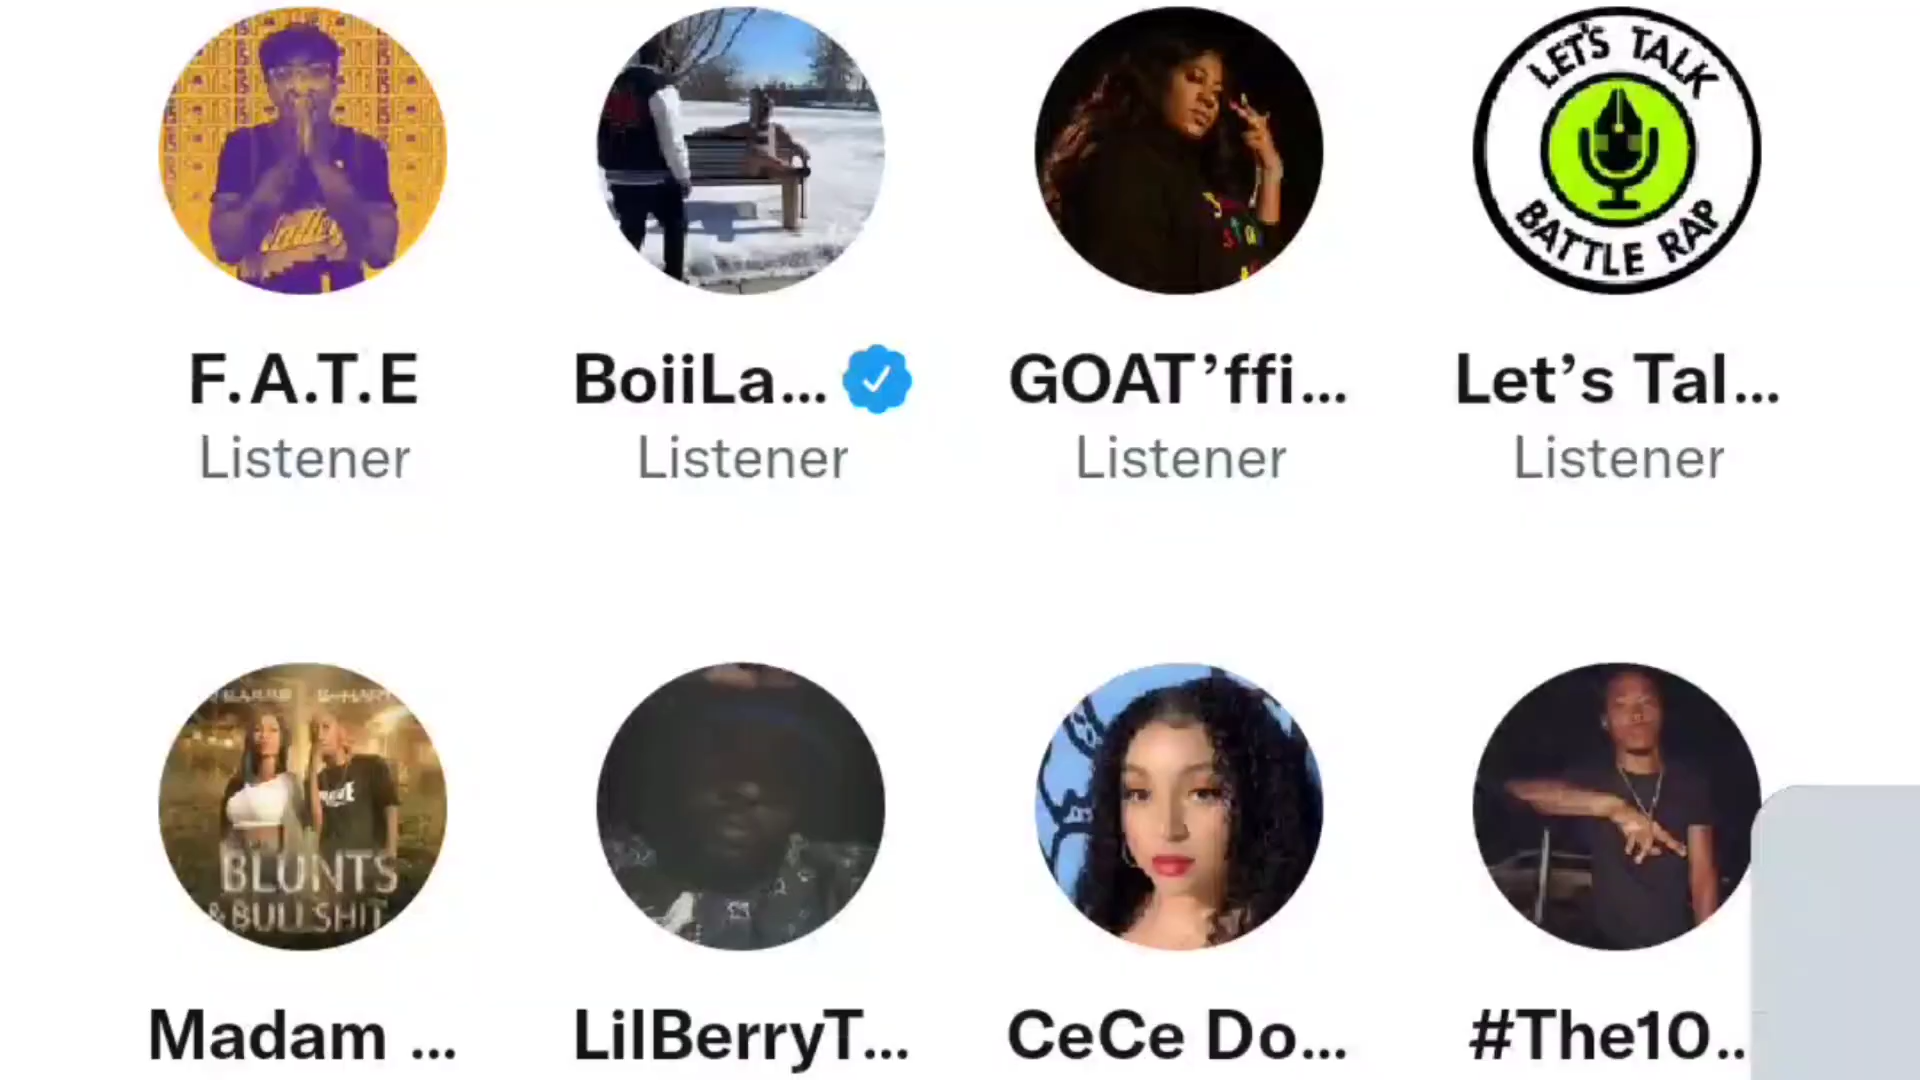 LET'S TALK
BATTLE RAP
F.A.T.E
BoiiLa...
GOAT’ffi...
Let’s Tal...
Listener
Listener
Listener
Listener
BLUNTS
& BULLSHIT
Madam ...
LilBerryT...
CeCe Do...
#The10..